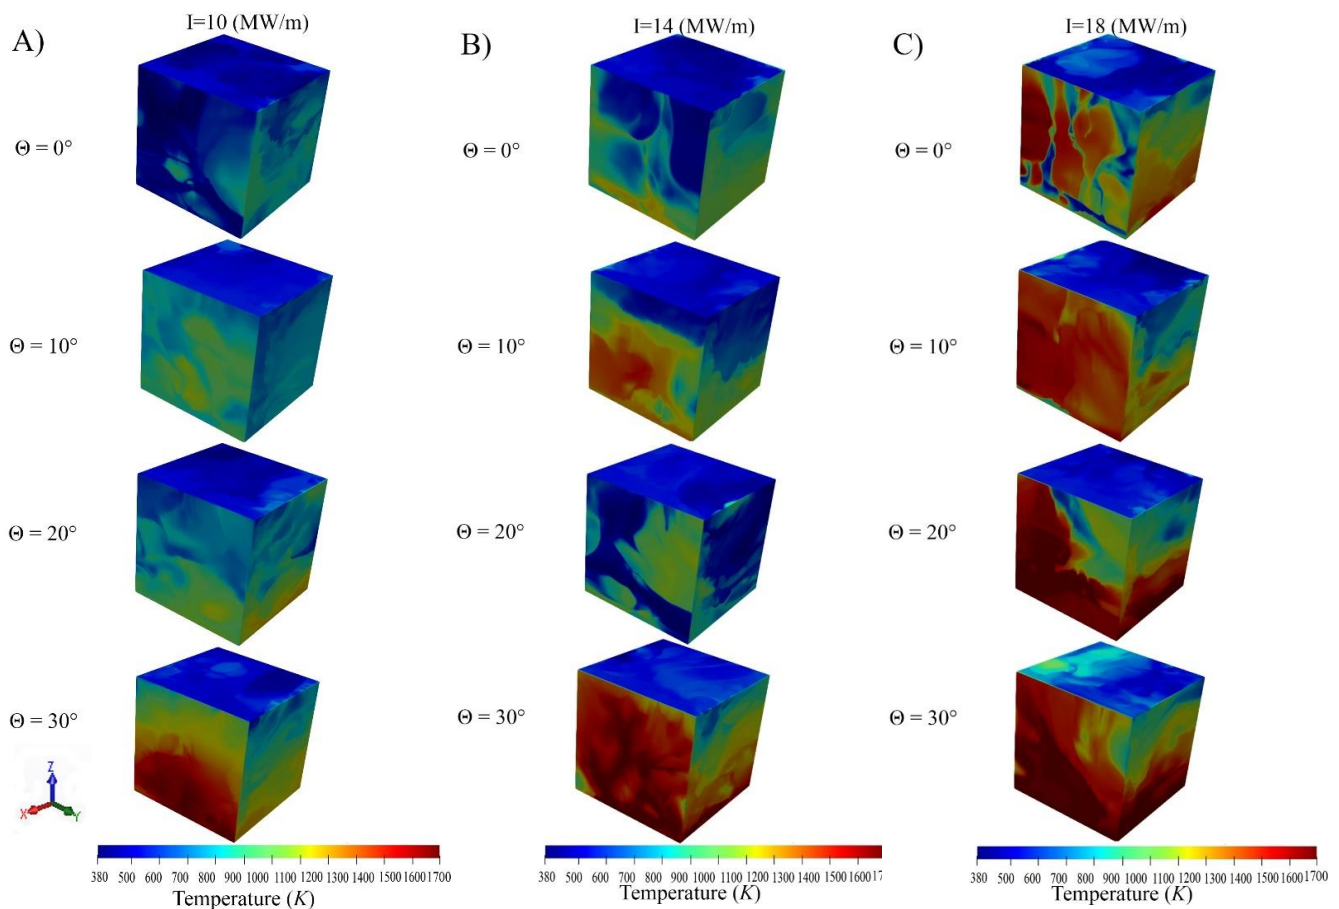 I=10 (MW/m)
I=14 (MW/m)
I=18 (MW/m)
A)
B)
C)
Θ = 0°
Θ = 0°
Θ = 0°
Θ = 10°
Θ = 10°
Θ = 10°
Θ = 20°
Θ = 20°
Θ = 20°
Θ = 30°
Θ = 30°
Θ = 30°
Z
X
Y
380 500 600 700 800 900 1000 1100 1200 1300 1400 1500 1600 1700
380 500 600 700 800 900 1000 1100 1200 1300 1400 1500 1600 17
380 500 600 700 800 900 1000 1100 1200 1300 1400 1500 1600 1700
Temperature (K)
Temperature (K)
Temperature (K)